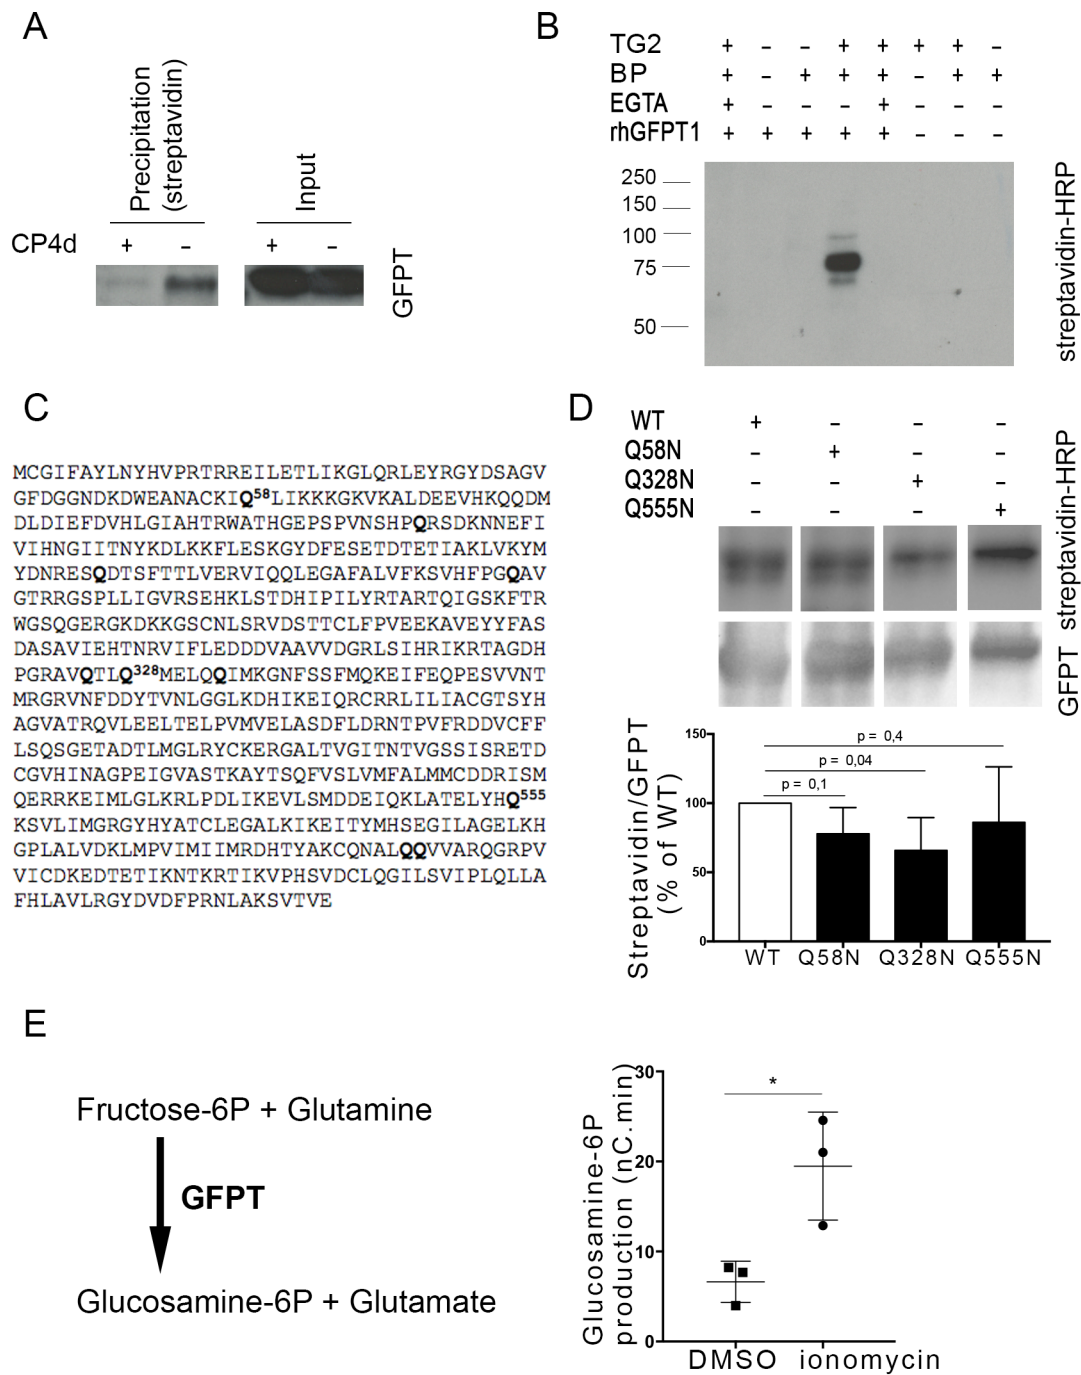 A
Precipitation
(streptavidin)
Input
CP4d + – + –
GFPT
B
TG2 + – – + + + + –
BP + – + + + – + +
EGTA + – – – + – – –
rhGFPT1 + + + + + – – –
250
150
100
75
50
streptavidin-HRP
C
MCGIFAYLNYHVPRTRREILETLIKGLQRLEYRGYDSAGV
GFDGGNDKDWEANACKIQ58LIKKKGKVKALDEEVHKQQDM
DLDIEFDVHLGIAHTRWATHGEPSPVNSHPQRSDKNNEFI
VIHNGIITNYKDLKKFLESKGYDFESETDTETIAKLVKYM
YDNRESQDTSFTTLVERVIQQLEGAFALVFKSVHFPGQAV
GTRRGSPLLIGVRSEHKLSTDHIPILYRTARTQIGSKFTR
WGSQGERGKDKKGSCNLSRVDSTTCLFPVEEKAVEYYFAS
DASAVIEHTNRVIFLEDDDVAAVVDGRLSIHRIKRTAGDH
PGRAVQTLQ328MELQQIMKGNFSSFMQKEIFEQPESVVNT
MRGRVNFDDYTVNLGGLKDHIKEIQRCRRLILIACGTSYH
AGVATRQVLEELTELPVMVELASDFLDRNTPVFRDDVCFF
LSQSGETADTLMGLRYCKERGALTVGITNTVGSSISRETD
CGVHINAGPEIGVASTKAYTSQFVSLVMFALMMCDDRISM
QERRKEIMLGLKRLPDLIKEVLSMDDEIQKLATELYHQ555
KSVLIMGRGYHYATCLEGALKIKEITYMHSEGILAGELKH
GPLALVDKLMPVIMIIMRDHTYAKCQNALQQVVARQGRPV
VICDKEDTETIKNTKRTIKVPHSVDCLQGILSVIPLQLLA
FHLAVLRGYDVDFPRNLAKSVTVE
D
WT + – – –
Q58N – + – –
Q328N – – + –
Q555N – – – +
streptavidin-HRP
GFPT
Streptavidin/GFPT
(% of WT)
150
100
50
0
p = 0,4
p = 0,04
p = 0,1
WT Q58N Q328N Q555N
E
Fructose-6P + Glutamine
GFPT
Glucosamine-6P + Glutamate
Glucosamine-6P
production (nC.min)
30
20
10
0
*
DMSO ionomycin